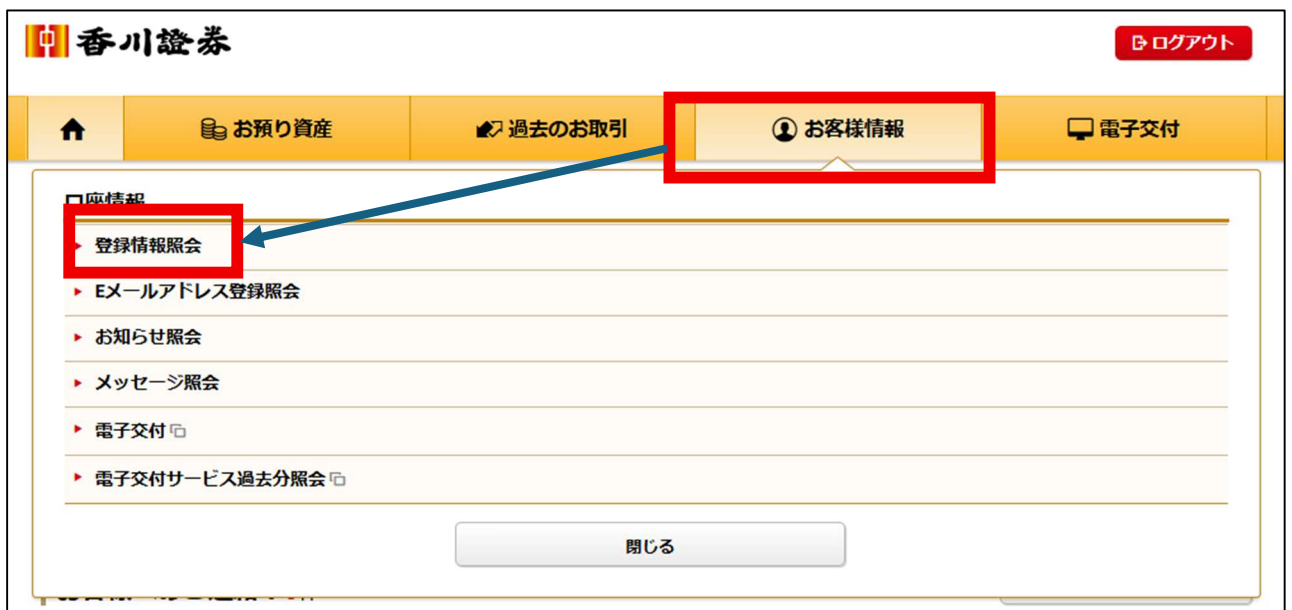 香川證券
ログアウト
お預り資産
過去のお取引
お客様情報
電子交付
口座情報
登録情報照会
Eメールアドレス登録照会
お知らせ照会
メッセージ照会
電子交付
電子交付サービス過去分照会
閉じる